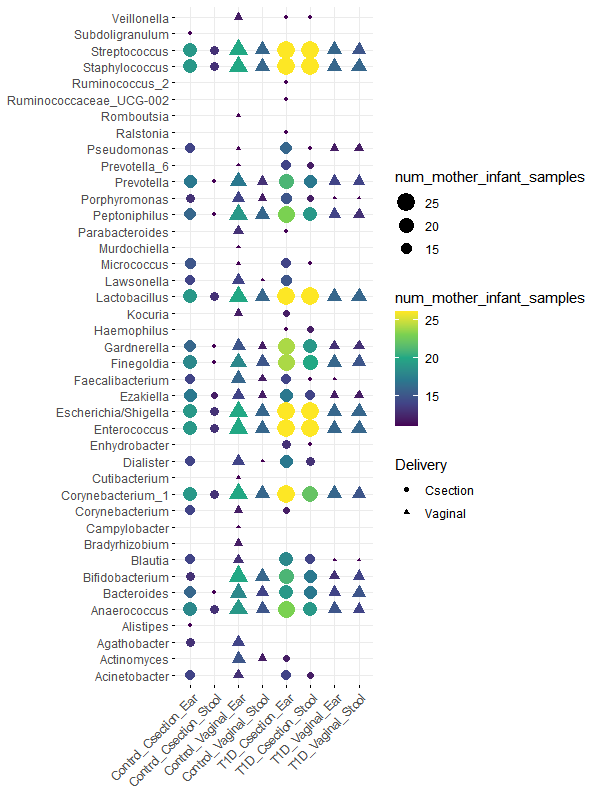 Veillonella
Subdoligranulum
Streptococcus
Staphylococcus
Ruminococcus_2
Ruminococcaceae_UCG-002
Romboutsia
Ralstonia
Pseudomonas
Prevotella_6
Prevotella
Porphyromonas
Peptoniphilus
Parabacteroides
Murdochiella
Micrococcus
Lawsonella
Lactobacillus
Kocuria
Haemophilus
Gardnerella
Finegoldia
Faecalibacterium
Ezakiella
Escherichia/Shigella
Enterococcus
Enhydrobacter
Dialister
Cutibacterium
Corynebacterium_1
Corynebacterium
Campylobacter
Bradyrhizobium
Blautia
Bifidobacterium
Bacteroides
Anaerococcus
Alistipes
Agathobacter
Actinomyces
Acinetobacter
Control_Csection_Ear
Control_Csection_Stool
Control_Vaginal_Ear
Control_Vaginal_Stool
T1D_Csection_Ear
T1D_Csection_Stool
T1D_Vaginal_Ear
T1D_Vaginal_Stool
num_mother_infant_samples
25
20
15
num_mother_infant_samples
25
20
15
Delivery
Csection
Vaginal